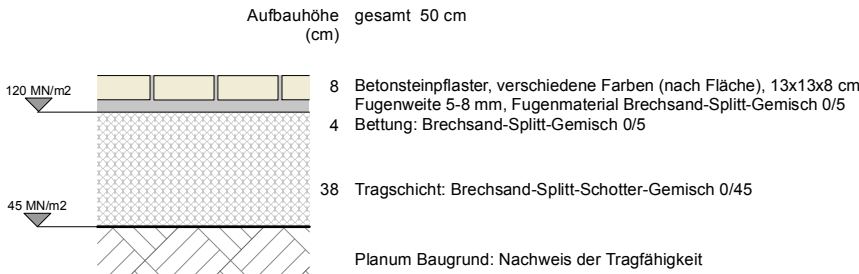 Aufbauhöhe gesamt 50 cm
(cm)
120 MN/m2
8 Betonsteinpflaster, verschiedene Farben (nach Fläche), 13x13x8 cm
Fugenweite 5-8 mm, Fugenmaterial Brechsand-Splitt-Gemisch 0/5
4 Bettung: Brechsand-Splitt-Gemisch 0/5
38 Tragschicht: Brechsand-Splitt-Schotter-Gemisch 0/45
45 MN/m2
Planum Baugrund: Nachweis der Tragfähigkeit